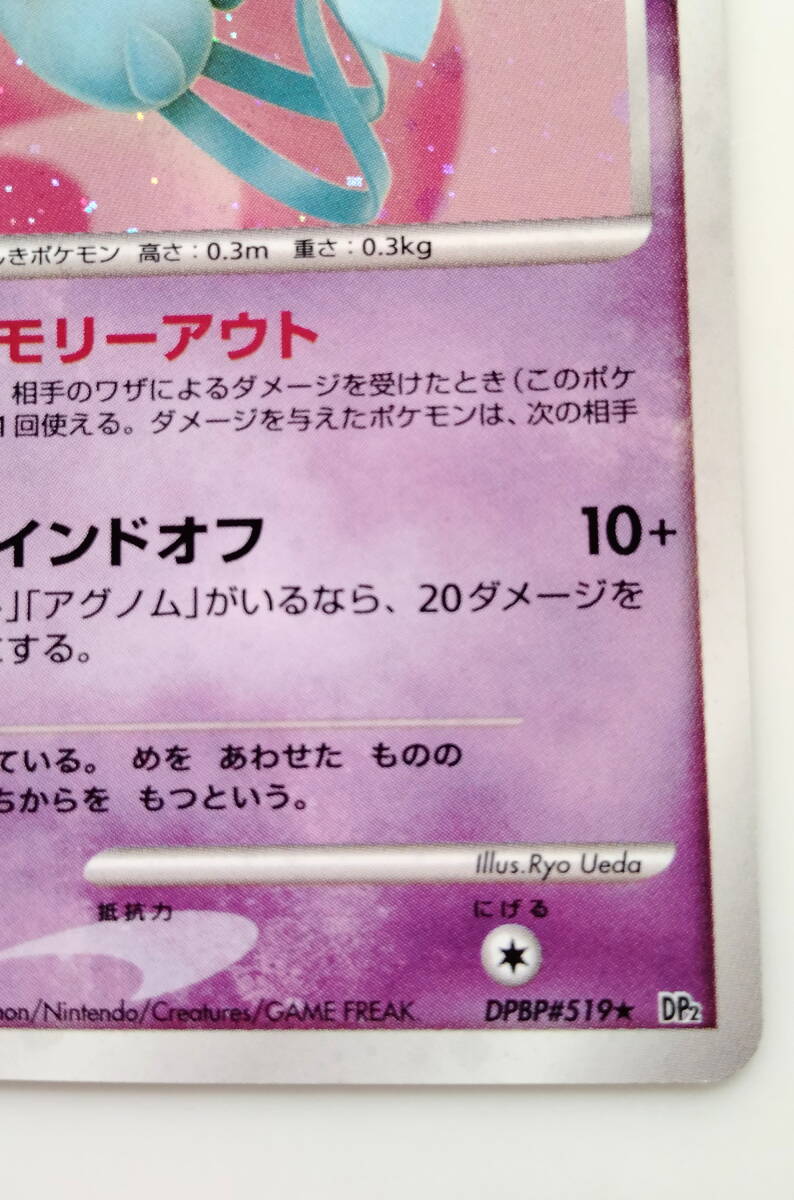 しきポケモン 高さ：0.3m 重さ：0.3kg
モリーアウト
相手のワザによるダメージを受けたとき（このポケ
1回使える。ダメージを与えたポケモンは、次の相手
インドオフ 10+
」「アグノム」がいるなら、20ダメージを
にする。
ている。 めを あわせた ものの
ちからを もつという。
Illus.Ryo Ueda
抵抗力 にげる
mon/Nintendo/Creatures/GAME FREAK. DPBP#519★ DP2